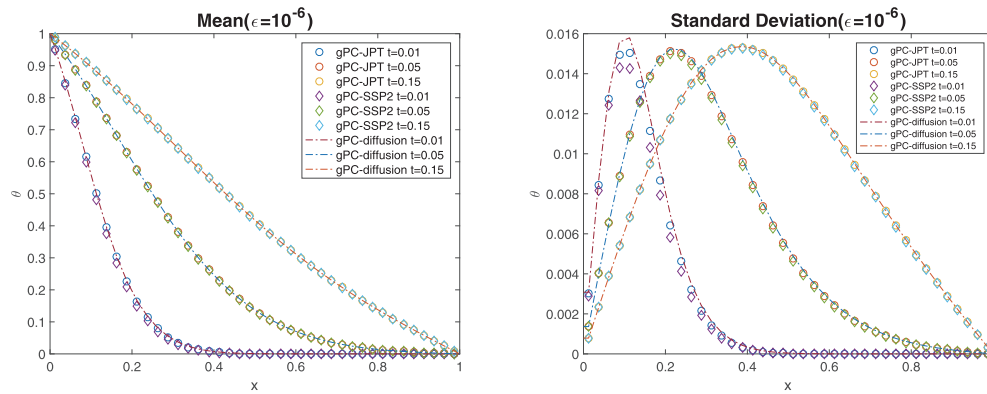 Mean(ϵ=10⁻⁶)
1
0.9
0.8
0.7
0.6
0.5
0.4
0.3
0.2
0.1
0
θ
gPC-JPT t=0.01
gPC-JPT t=0.05
gPC-JPT t=0.15
gPC-SSP2 t=0.01
gPC-SSP2 t=0.05
gPC-SSP2 t=0.15
gPC-diffusion t=0.01
gPC-diffusion t=0.05
gPC-diffusion t=0.15
0 0.2 0.4 0.6 0.8 1
x
Standard Deviation(ϵ=10⁻⁶)
0.016
0.014
0.012
0.01
0.008
0.006
0.004
0.002
0
θ
gPC-JPT t=0.01
gPC-JPT t=0.05
gPC-JPT t=0.15
gPC-SSP2 t=0.01
gPC-SSP2 t=0.05
gPC-SSP2 t=0.15
gPC-diffusion t=0.01
gPC-diffusion t=0.05
gPC-diffusion t=0.15
0 0.2 0.4 0.6 0.8
x